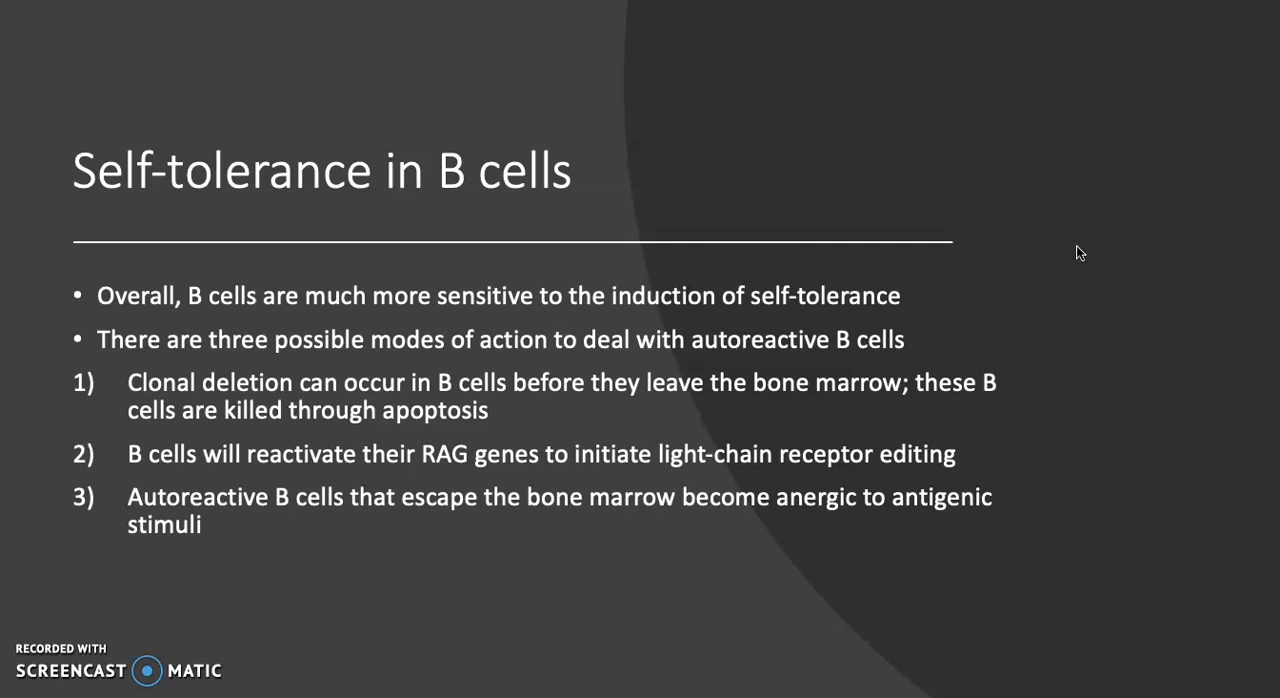 Self-tolerance in B cells
• Overall, B cells are much more sensitive to the induction of self-tolerance
• There are three possible modes of action to deal with autoreactive B cells
1) Clonal deletion can occur in B cells before they leave the bone marrow; these B
cells are killed through apoptosis
2) B cells will reactivate their RAG genes to initiate light-chain receptor editing
3) Autoreactive B cells that escape the bone marrow become anergic to antigenic
stimuli
RECORDED WITH
SCREENCAST MATIC